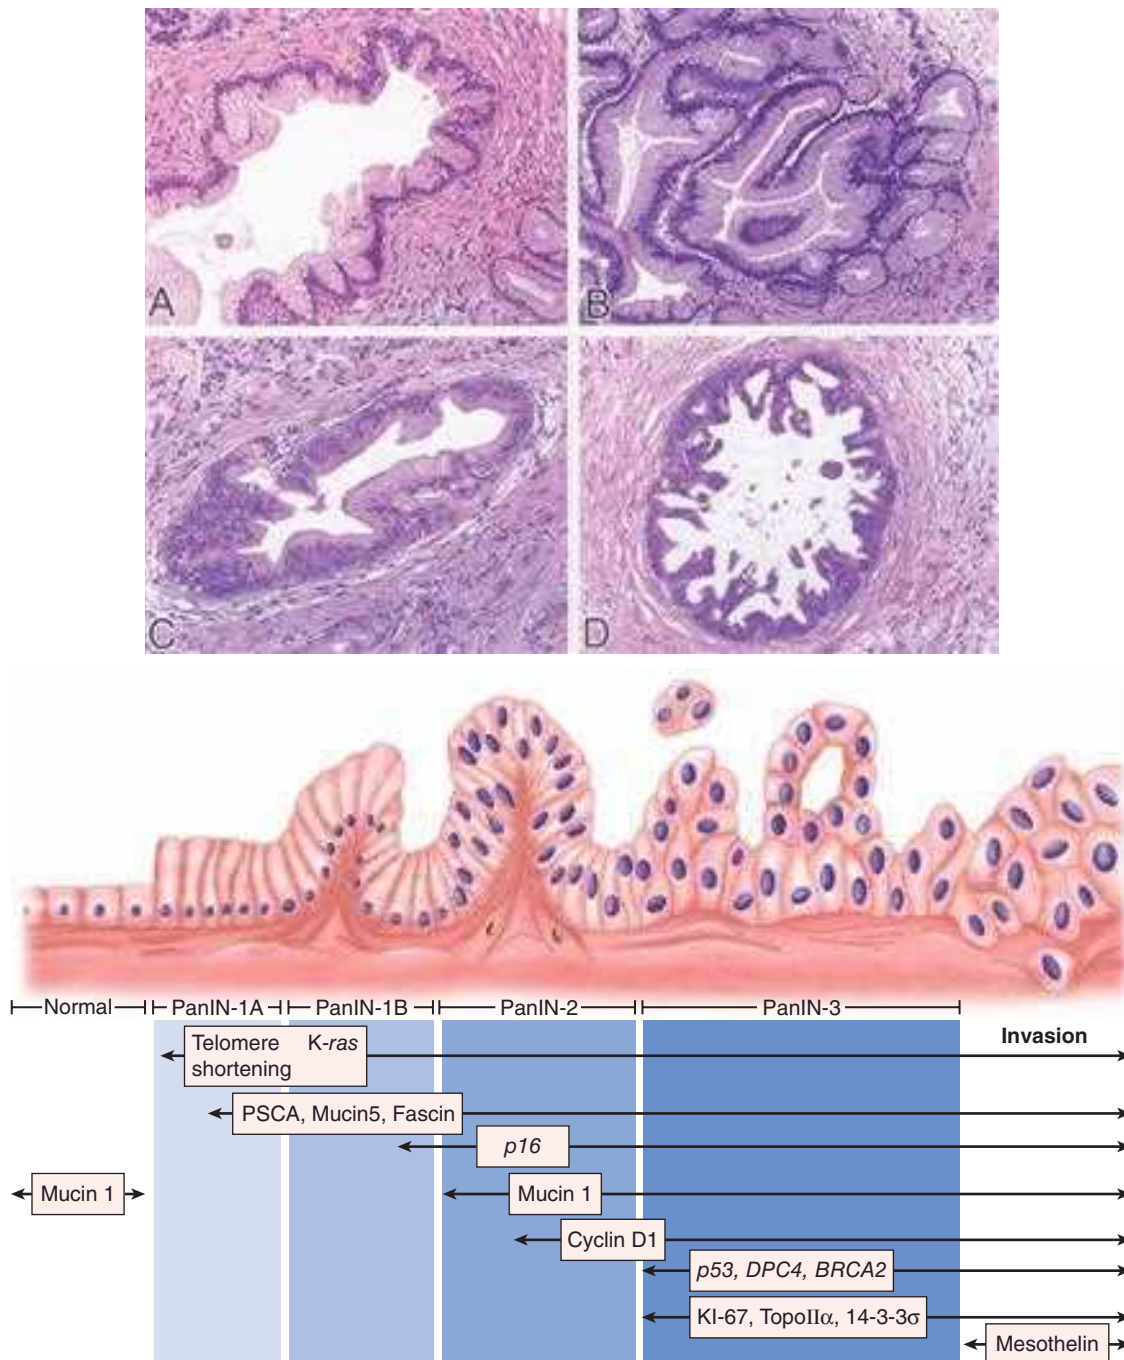 A
B
C
D
Normal
PanIN-1A
PanIN-1B
PanIN-2
PanIN-3
Invasion
Telomere K-ras
shortening
PSCA, Mucin5, Fascin
p16
Mucin 1
Mucin 1
Cyclin D1
p53, DPC4, BRCA2
KI-67, TopoIIα, 14-3-3σ
Mesothelin